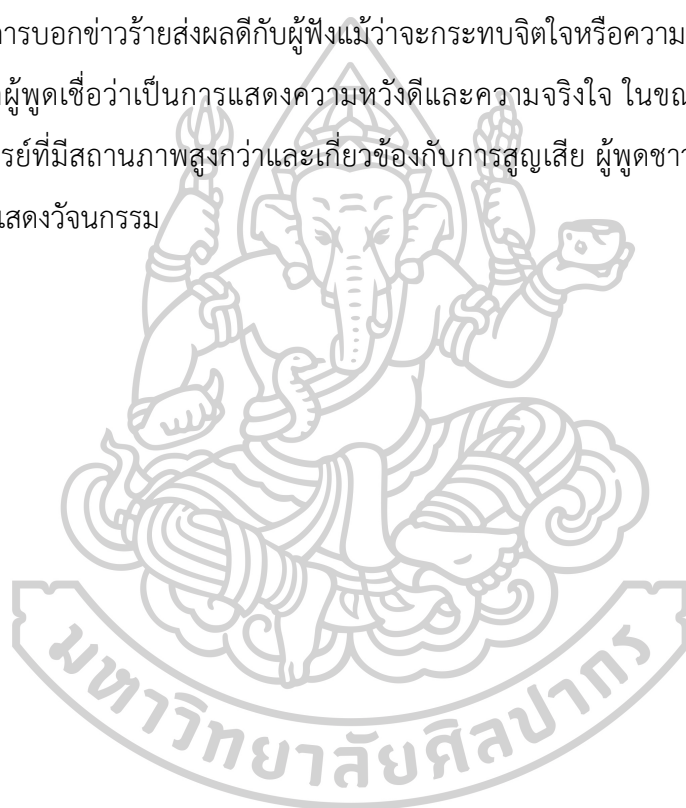 การบอกข่าวร้ายส่งผลดีกับผู้ฟังแม้ว่าจะกระทบจิตใจหรือความ
ผู้พูดเชื่อว่าเป็นการแสดงความหวังดีและความจริงใจ ในขณ
รย์ที่มีสถานภาพสูงกว่าและเกี่ยวข้องกับการสูญเสีย ผู้พูดชาว
แสดงวัจนกรรม
มหาวิทยาลัยศิลปากร